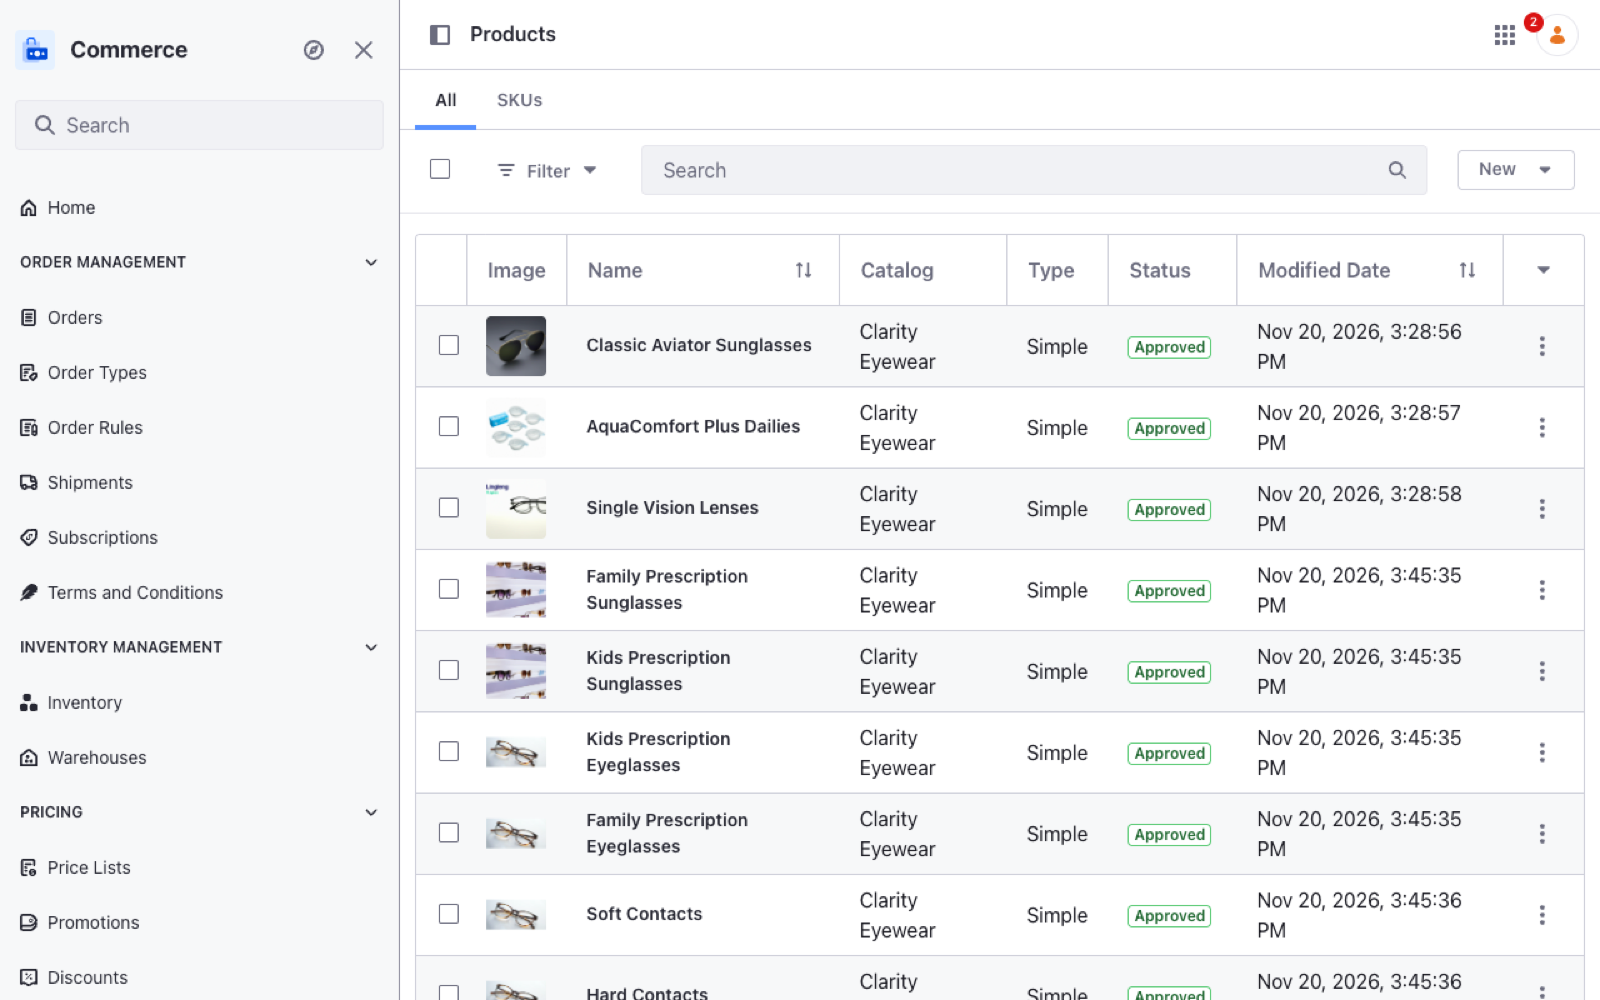 Commerce
Search
Home
ORDER MANAGEMENT
Orders
Order Types
Order Rules
Shipments
Subscriptions
Terms and Conditions
INVENTORY MANAGEMENT
Inventory
Warehouses
PRICING
Price Lists
Promotions
Discounts
Products
2
All
SKUs
Filter
Search
New
Image
Name
Catalog
Type
Status
Modified Date
Classic Aviator Sunglasses
Clarity
Eyewear
Simple
Approved
Nov 20, 2026, 3:28:56
PM
AquaComfort Plus Dailies
Clarity
Eyewear
Simple
Approved
Nov 20, 2026, 3:28:57
PM
Single Vision Lenses
Clarity
Eyewear
Simple
Approved
Nov 20, 2026, 3:28:58
PM
Family Prescription
Sunglasses
Clarity
Eyewear
Simple
Approved
Nov 20, 2026, 3:45:35
PM
Kids Prescription
Sunglasses
Clarity
Eyewear
Simple
Approved
Nov 20, 2026, 3:45:35
PM
Kids Prescription
Eyeglasses
Clarity
Eyewear
Simple
Approved
Nov 20, 2026, 3:45:35
PM
Family Prescription
Eyeglasses
Clarity
Eyewear
Simple
Approved
Nov 20, 2026, 3:45:35
PM
Soft Contacts
Clarity
Eyewear
Simple
Approved
Nov 20, 2026, 3:45:36
PM
Hard Contacts
Clarity
Simple
Approved
Nov 20, 2026, 3:45:36